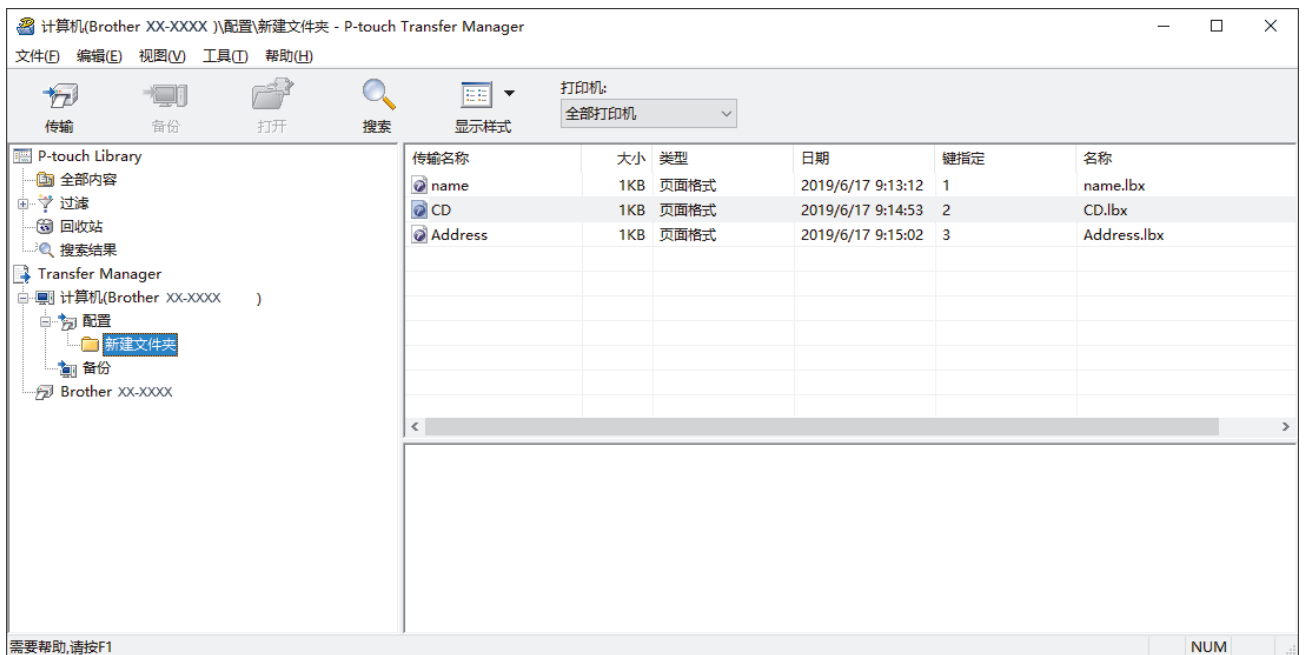 计算机(Brother XX-XXXX )\配置\新建文件夹 - P-touch Transfer Manager
文件(F) 编辑(E) 视图(V) 工具(T) 帮助(H)
传输 备份 打开 搜索 显示样式
打印机:
全部打印机
P-touch Library
全部内容
过滤
回收站
搜索结果
Transfer Manager
计算机(Brother XX-XXXX )
配置
新建文件夹
备份
Brother XX-XXXX
传输名称 大小 类型 日期 键指定 名称
name 1KB 页面格式 2019/6/17 9:13:12 1 name.lbx
CD 1KB 页面格式 2019/6/17 9:14:53 2 CD.lbx
Address 1KB 页面格式 2019/6/17 9:15:02 3 Address.lbx
需要帮助,请按F1 NUM